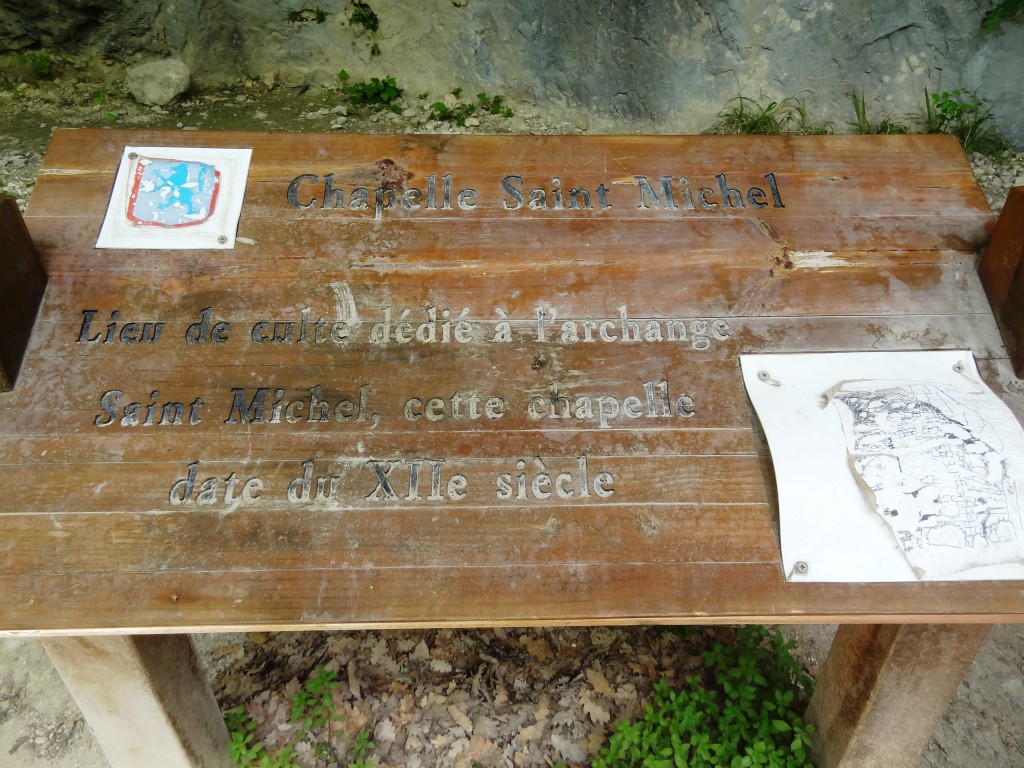 Chapelle Saint Michel
Lieu de culte dédié à l'archange
Saint Michel, cette chapelle
date du XIIe siècle